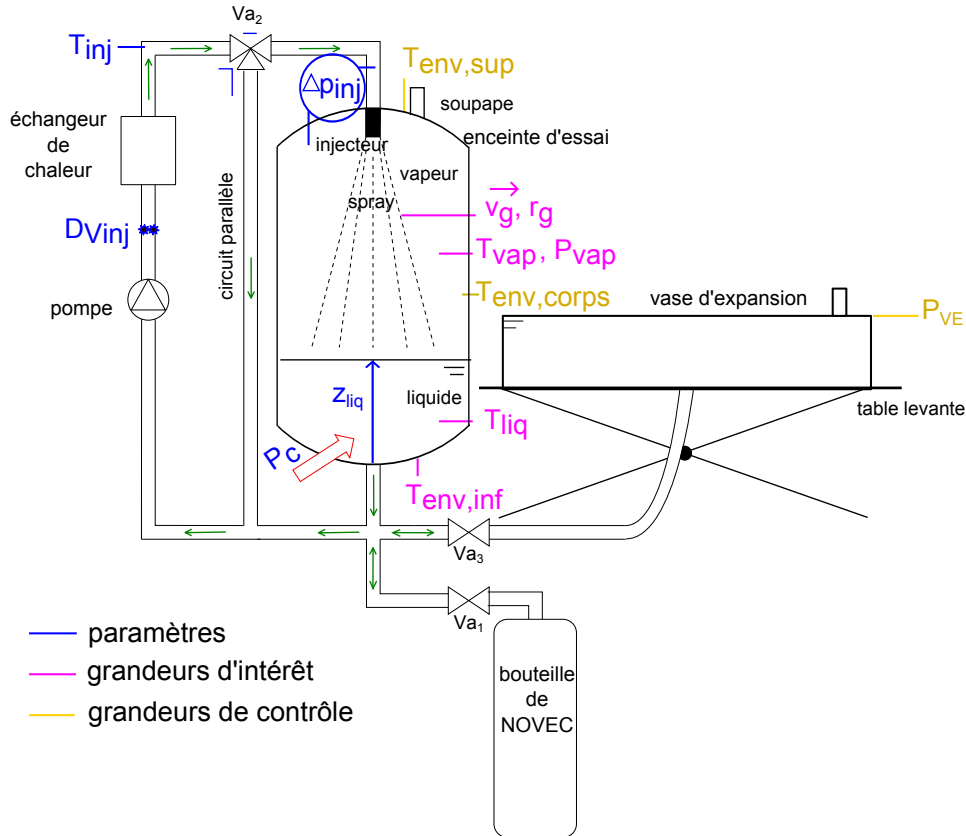 Va2
Tinj
Δpinj
Tenv,sup
soupape
enceinte d'essai
échangeur
de
chaleur
injecteur
vapeur
spray
circuit parallèle
vg, rg
DVinj
Tvap, Pvap
pompe
Tenv,corps
vase d'expansion
PVE
zliq
liquide
table levante
Tliq
Pc
Tenv,inf
Va3
Va1
paramètres
grandeurs d'intérêt
grandeurs de contrôle
bouteille
de
NOVEC